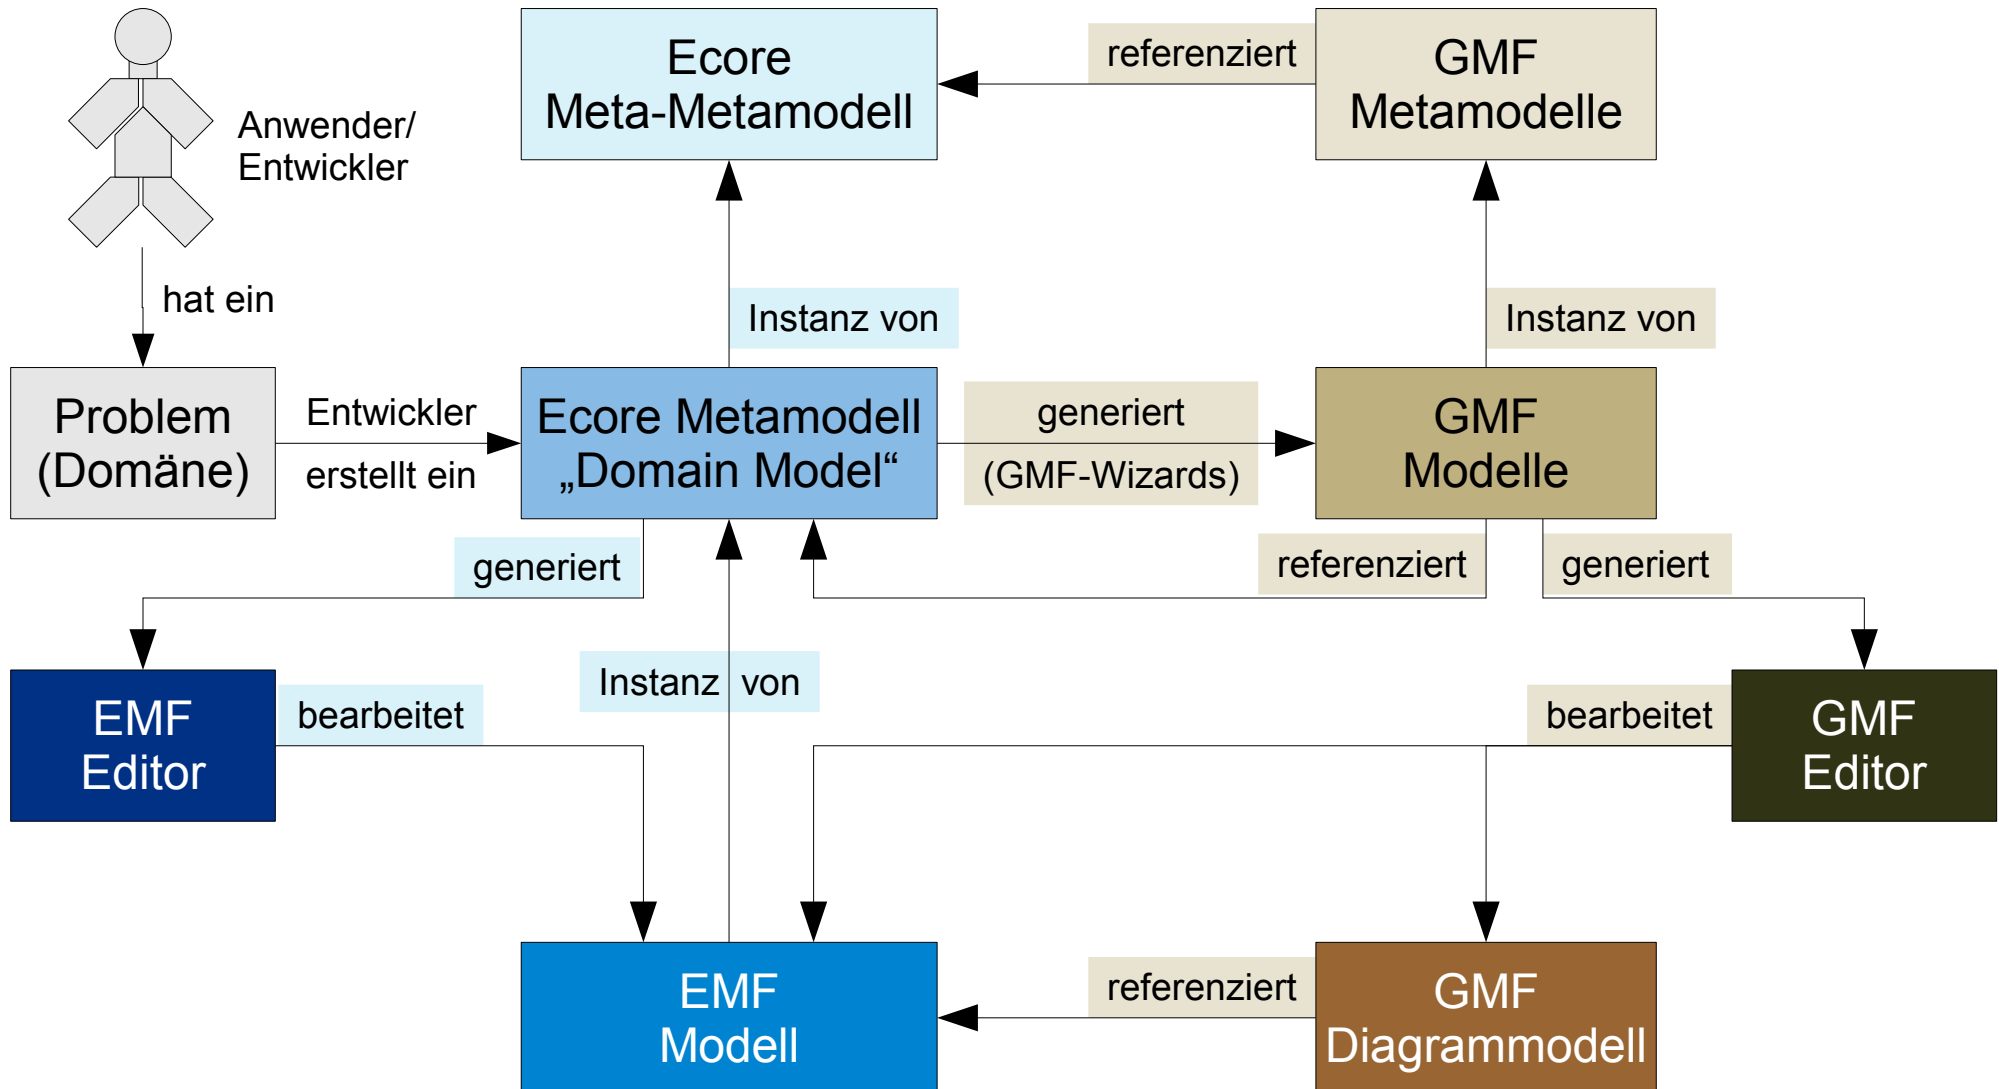 Ecore
Meta-Metamodell
referenziert
GMF
Metamodelle
Anwender/
Entwickler
hat ein
Instanz von
Instanz von
Problem
(Domäne)
Entwickler
erstellt ein
Ecore Metamodell
„Domain Model“
generiert
(GMF-Wizards)
GMF
Modelle
generiert
referenziert
generiert
Instanz von
EMF
Editor
bearbeitet
bearbeitet
GMF
Editor
EMF
Modell
referenziert
GMF
Diagrammodell